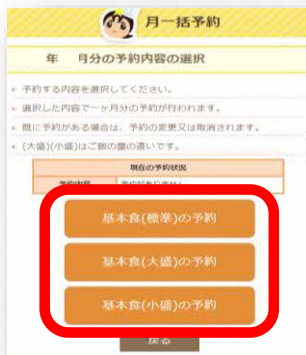 月一括予約
年　月分の予約内容の選択
予約する内容を選択してください。
選択した内容で一ヶ月分の予約が行われます。
既に予約がある場合は、予約の変更又は取消されます。
(大盛)(小盛)はご飯の量の違いです。
現在の予約状況
基本食(標準)の予約
基本食(大盛)の予約
基本食(小盛)の予約
戻る